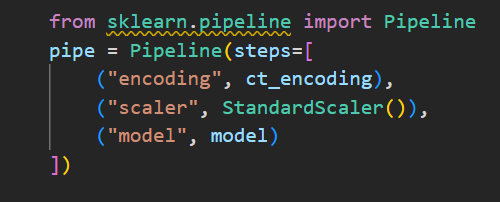 from sklearn.pipeline import Pipeline
pipe = Pipeline(steps=[
    ("encoding", ct_encoding),
    ("scaler", StandardScaler()),
    ("model", model)
])